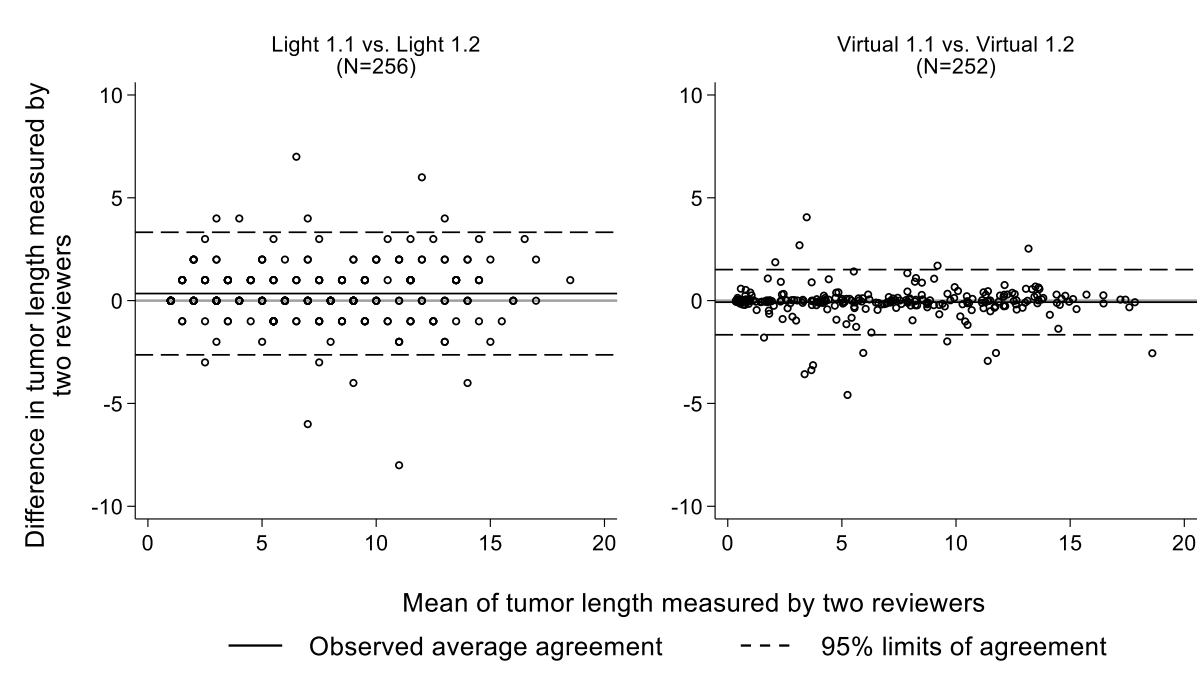 Light 1.1 vs. Light 1.2
(N=256)
Virtual 1.1 vs. Virtual 1.2
(N=252)
Difference in tumor length measured by
two reviewers
10
5
0
-5
-10
0 5 10 15 20
10
5
0
-5
-10
0 5 10 15 20
Mean of tumor length measured by two reviewers
Observed average agreement
95% limits of agreement